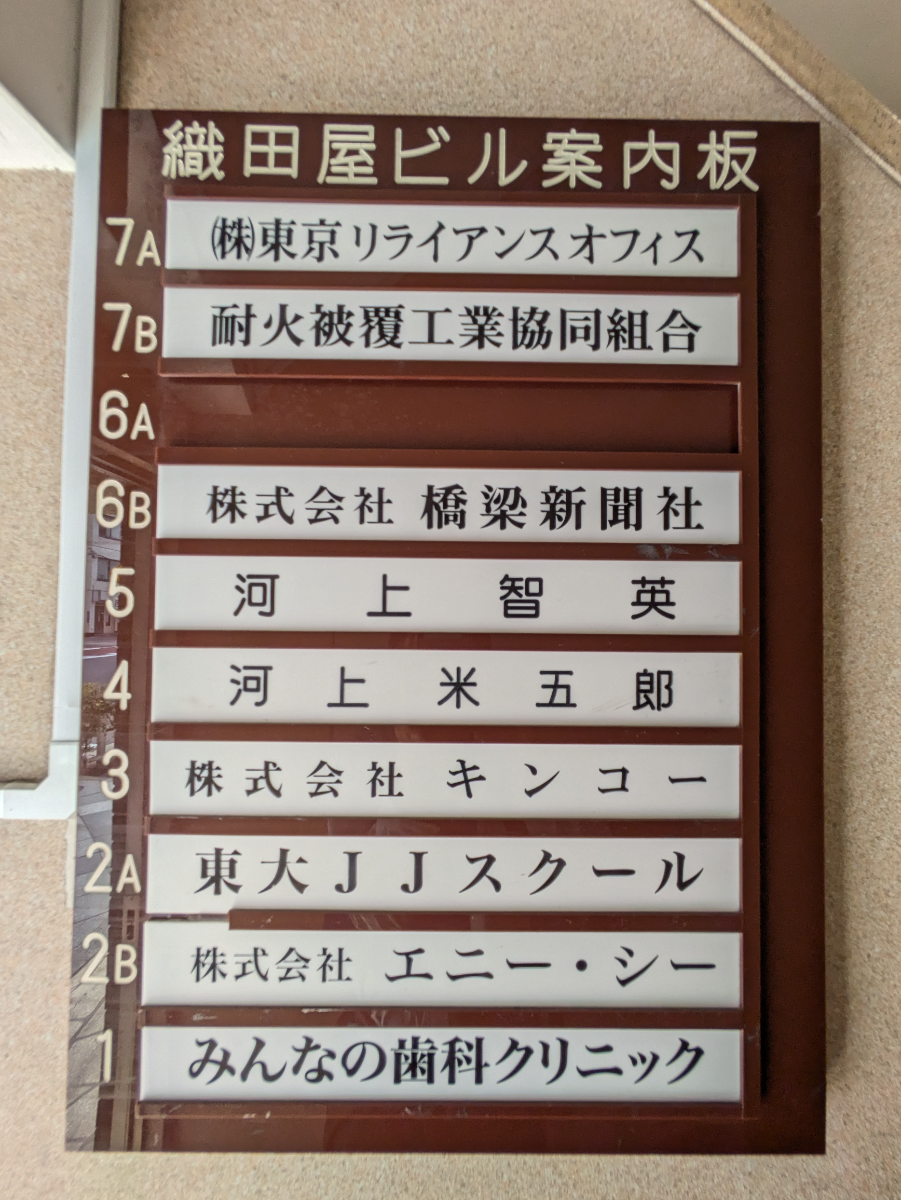 織田屋ビル案内板
7A ㈱東京リライアンスオフィス
7B 耐火被覆工業協同組合
6A
6B 株式会社 橋梁新聞社
5 河上智英
4 河上米五郎
3 株式会社 キンコー
2A 東大JJスクール
2B 株式会社 エニー・シー
1 みんなの歯科クリニック